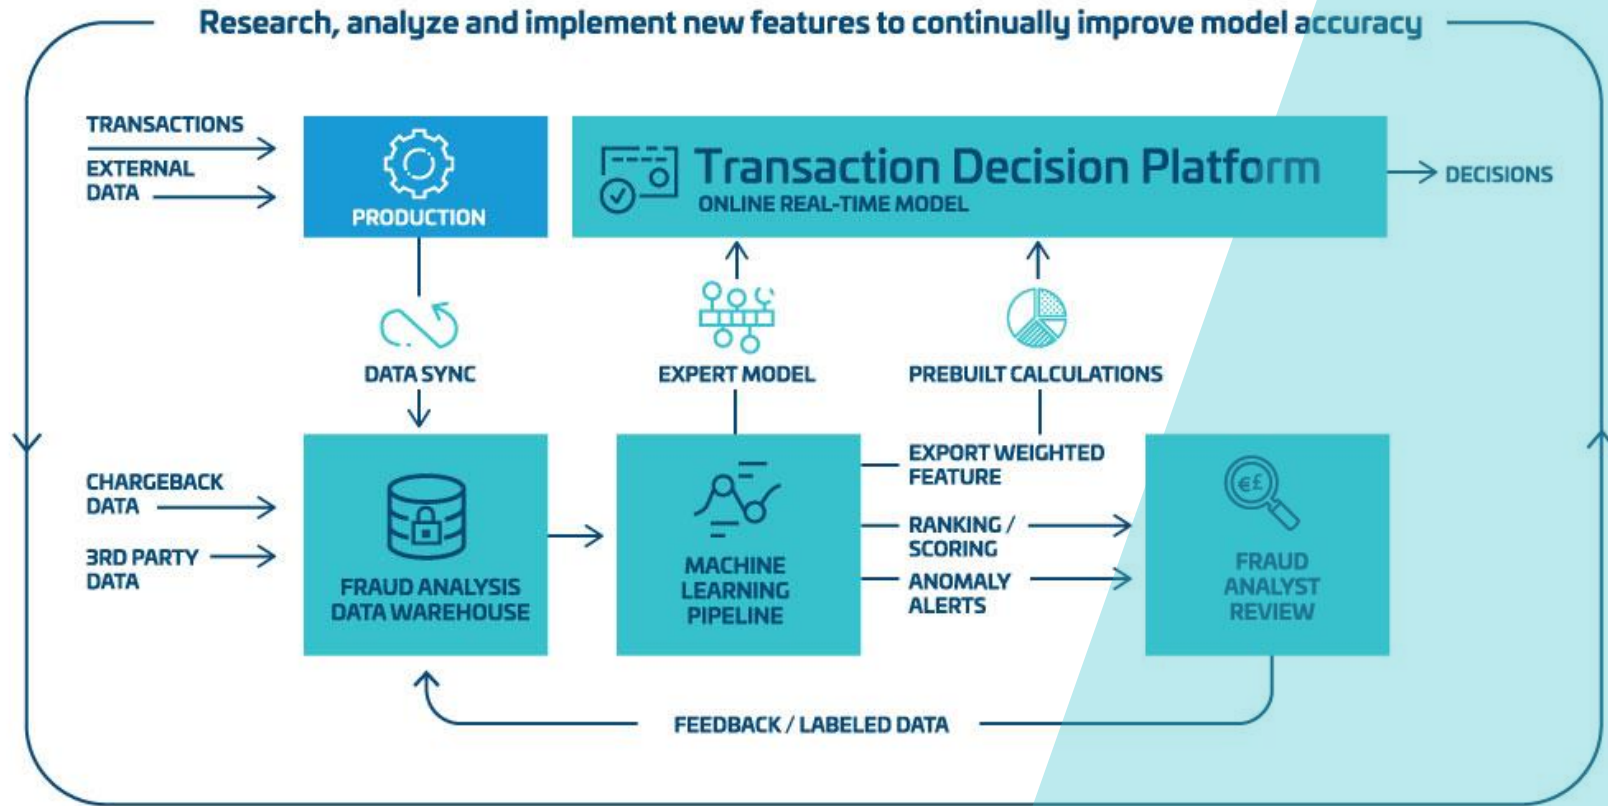 Research, analyze and implement new features to continually improve model accuracy
TRANSACTIONS
EXTERNAL
DATA
PRODUCTION
Transaction Decision Platform
ONLINE REAL-TIME MODEL
DECISIONS
DATA SYNC
EXPERT MODEL
PREBUILT CALCULATIONS
CHARGEBACK
DATA
3RD PARTY
DATA
FRAUD ANALYSIS
DATA WAREHOUSE
MACHINE
LEARNING
PIPELINE
EXPORT WEIGHTED
FEATURE
RANKING /
SCORING
ANOMALY
ALERTS
€£
FRAUD
ANALYST
REVIEW
FEEDBACK / LABELED DATA